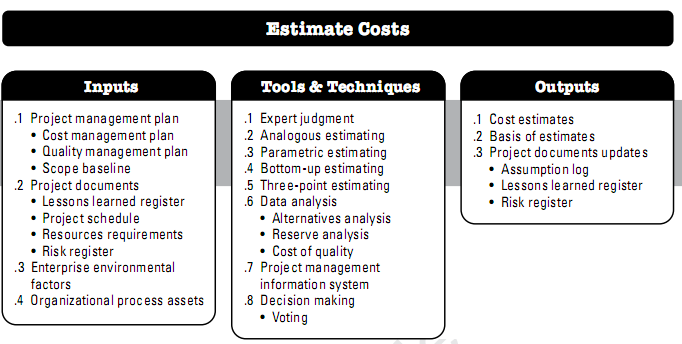 Estimate Costs
Inputs
.1 Project management plan
• Cost management plan
• Quality management plan
• Scope baseline
.2 Project documents
• Lessons learned register
• Project schedule
• Resources requirements
• Risk register
.3 Enterprise environmental
factors
.4 Organizational process assets
Tools & Techniques
.1 Expert judgment
.2 Analogous estimating
.3 Parametric estimating
.4 Bottom-up estimating
.5 Three-point estimating
.6 Data analysis
• Alternatives analysis
• Reserve analysis
• Cost of quality
.7 Project management
information system
.8 Decision making
• Voting
Outputs
.1 Cost estimates
.2 Basis of estimates
.3 Project documents updates
• Assumption log
• Lessons learned register
• Risk register